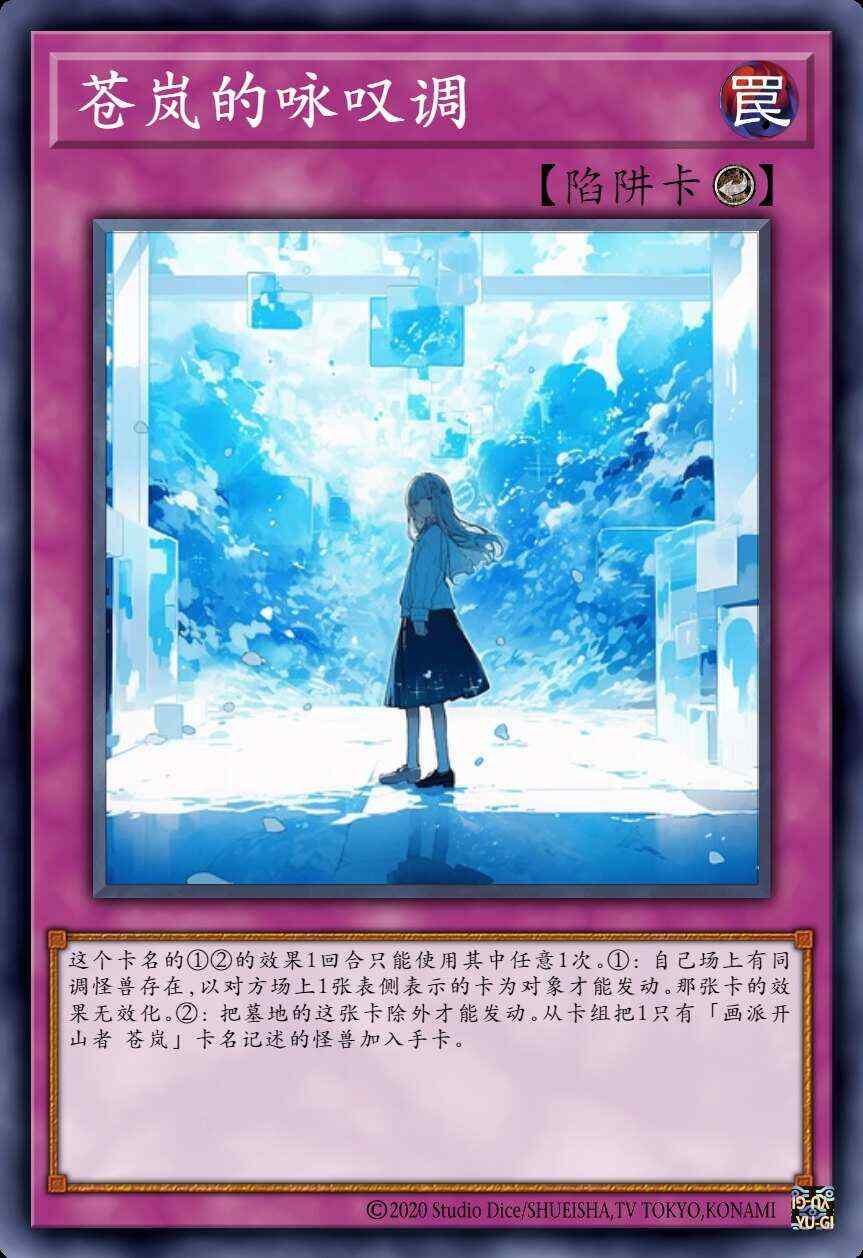 苍岚的咏叹调
罠
【陷阱卡】
这个卡名的①②的效果1回合只能使用其中任意1次。①：自己场上有同
调怪兽存在，以对方场上1张表侧表示的卡为对象才能发动。那张卡的效
果无效化。②：把墓地的这张卡除外才能发动。从卡组把1只有「画派开
山者 苍岚」卡名记述的怪兽加入手卡。
©2020 Studio Dice/SHUEISHA,TV TOKYO,KONAMI
YU-GI